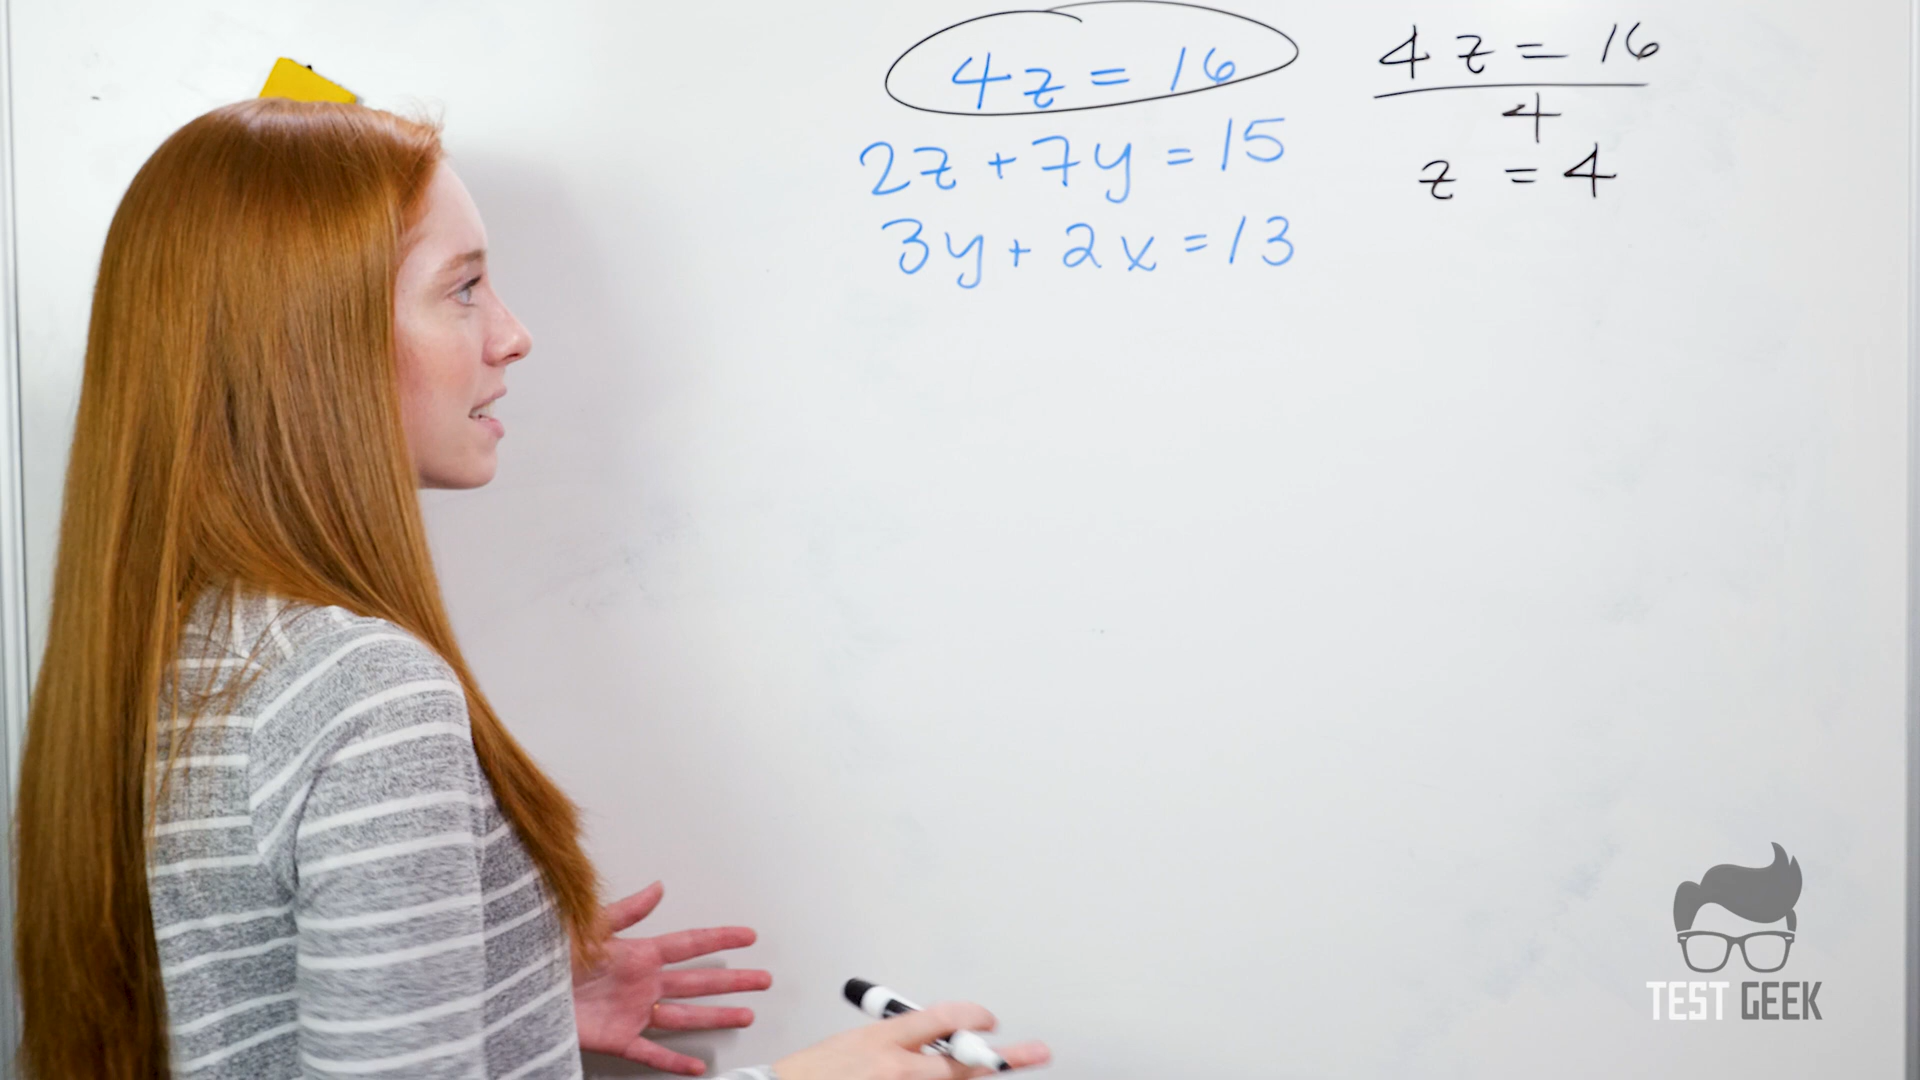 4z = 16
2z + 7y = 15
3y + 2x = 13
4z = 16
4
z = 4
TEST GEEK